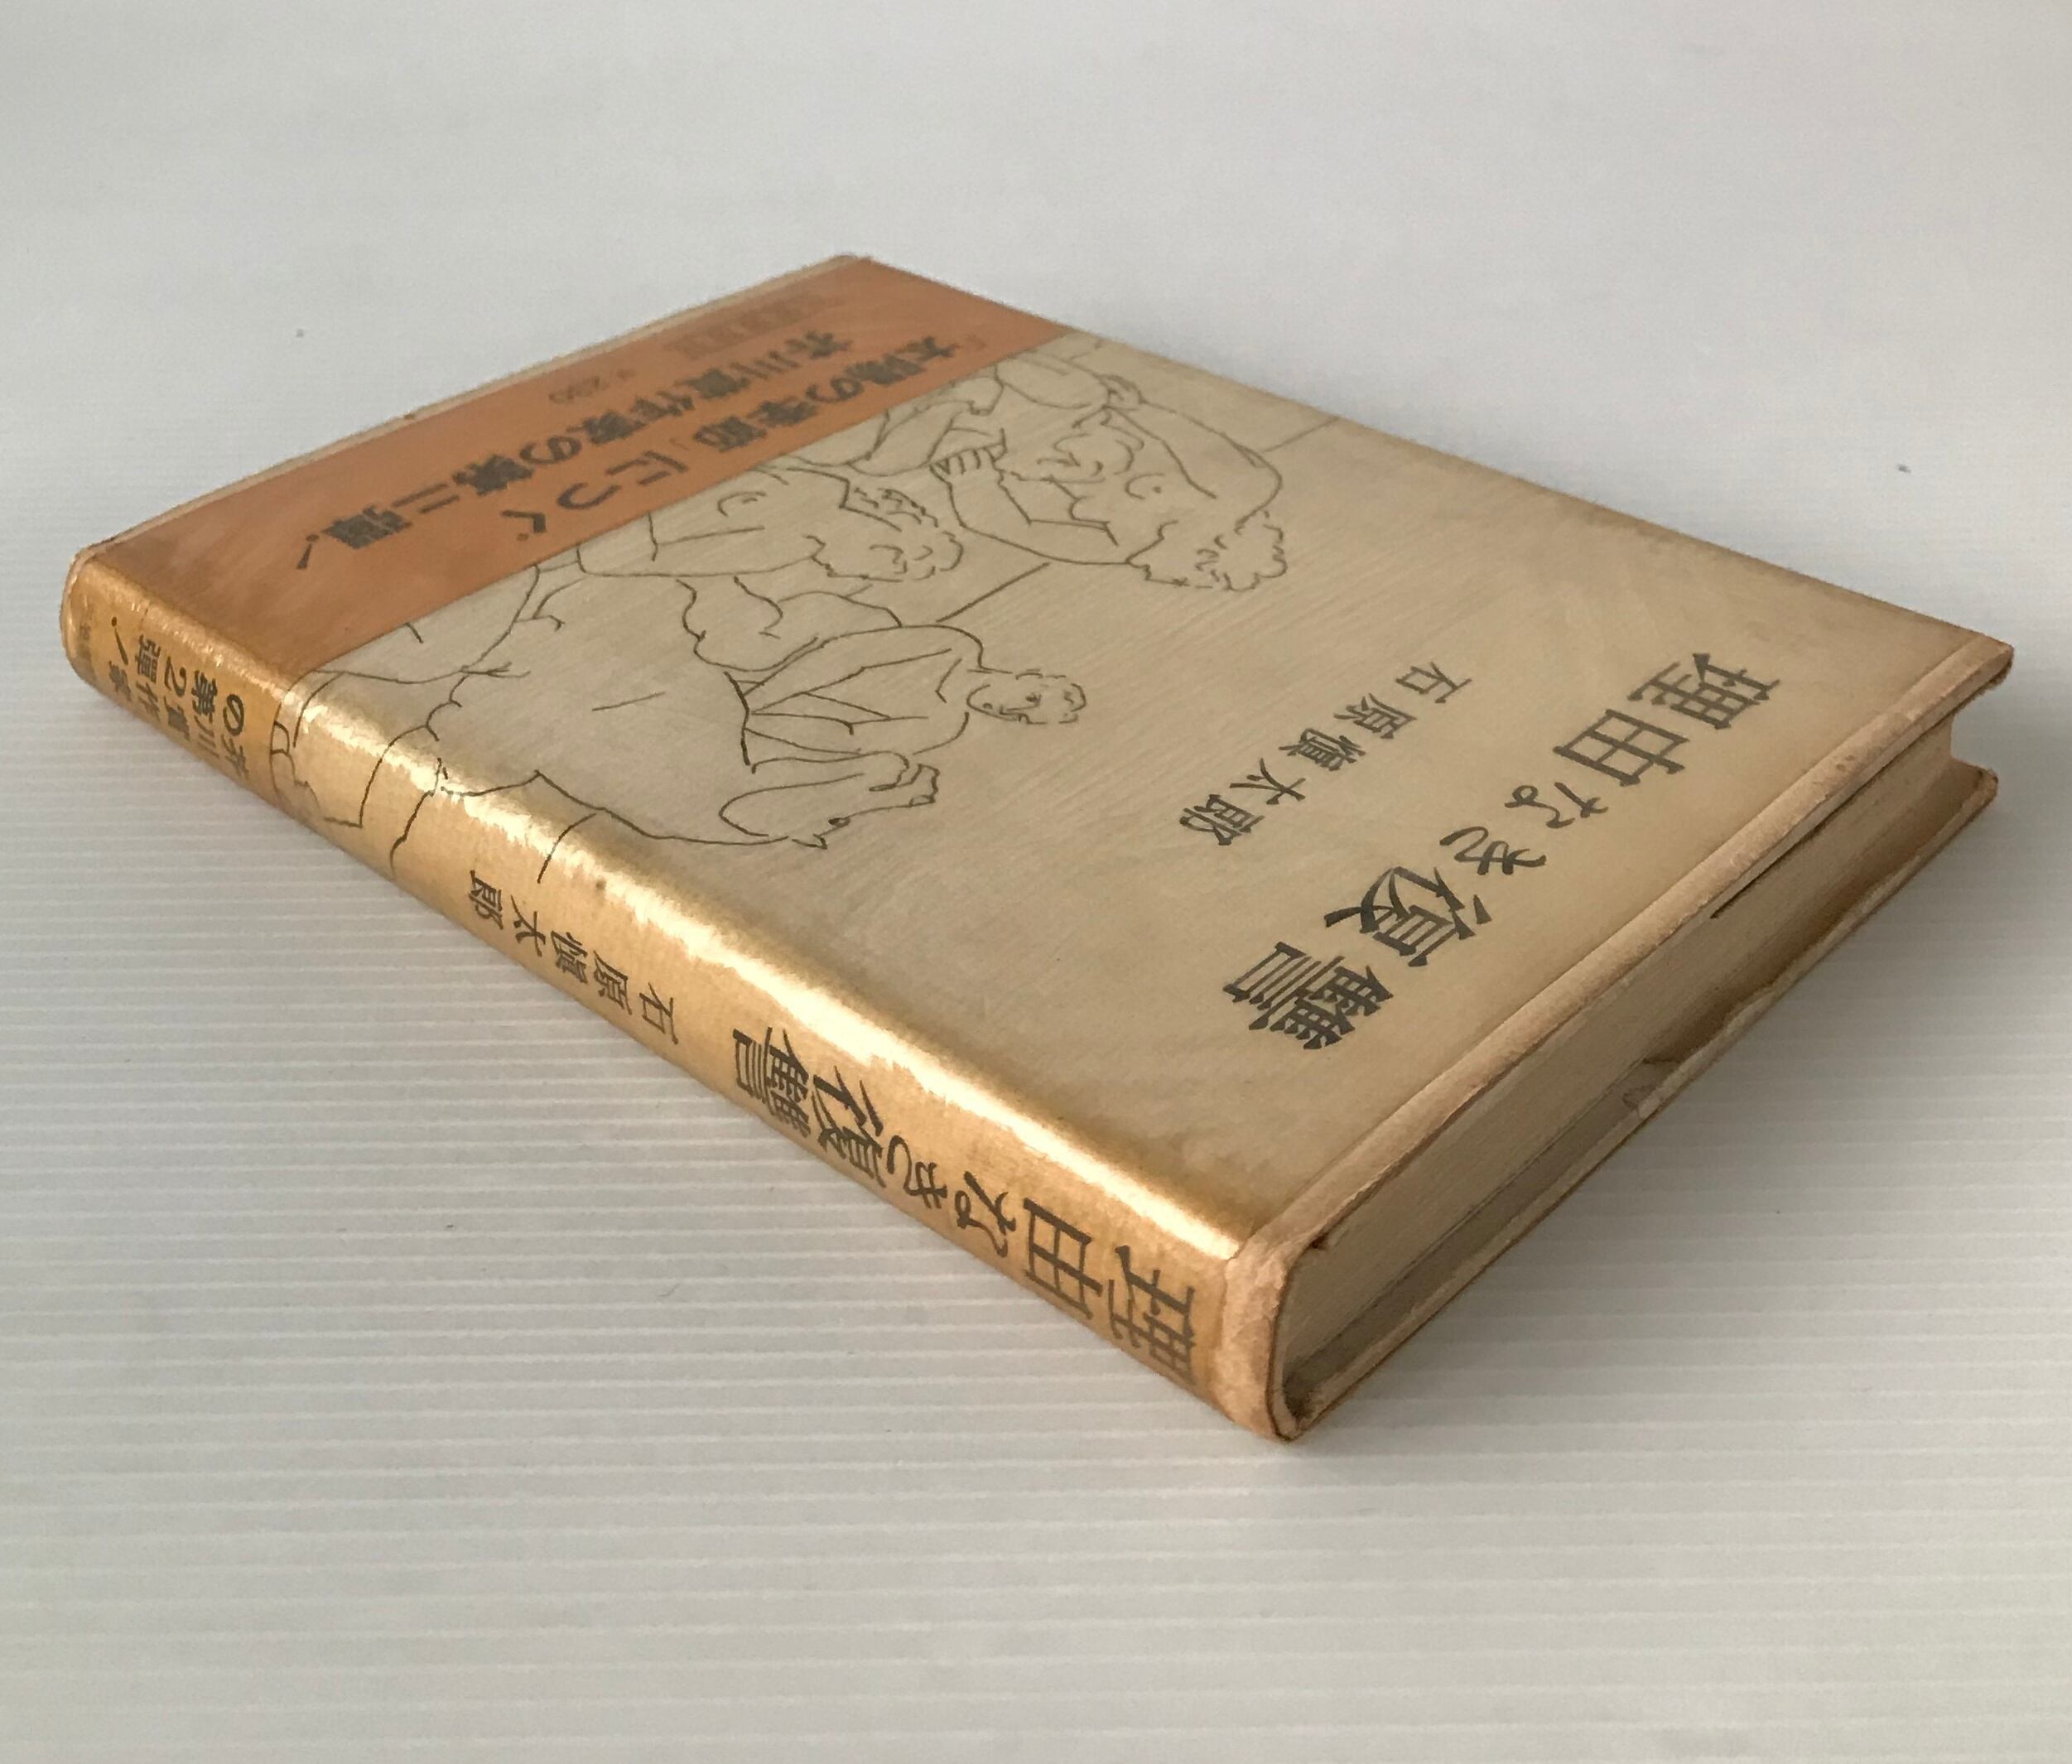 理由なき復讐
石原慎太郎
「太陽の季節」につぐ
芥川賞作家の第二弾！
¥230
理由なき復讐
石原慎太郎
芥川賞作家
の第2弾！